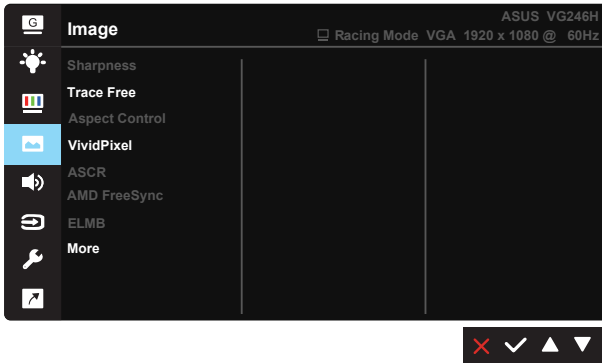 G
Image
ASUS VG246H
Racing Mode VGA 1920 x 1080 @ 60Hz
Sharpness
Trace Free
Aspect Control
VividPixel
ASCR
AMD FreeSync
ELMB
More